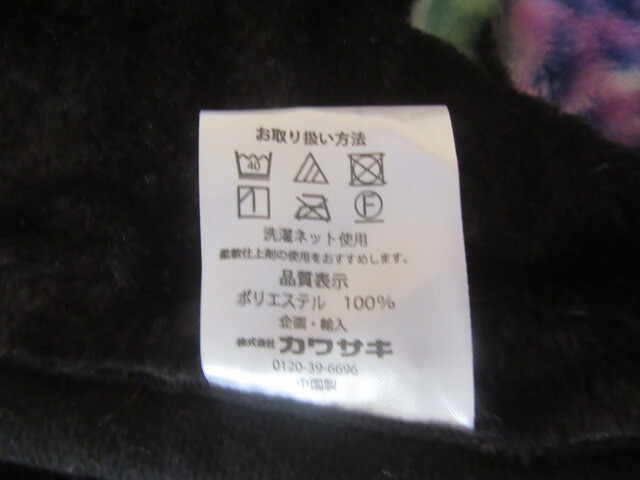 お取り扱い方法
40
F
洗濯ネット使用
柔軟仕上剤の使用をおすすめします。
品質表示
ポリエステル 100%
企画・輸入
株式会社 カワサキ
0120-39-6696
中国製